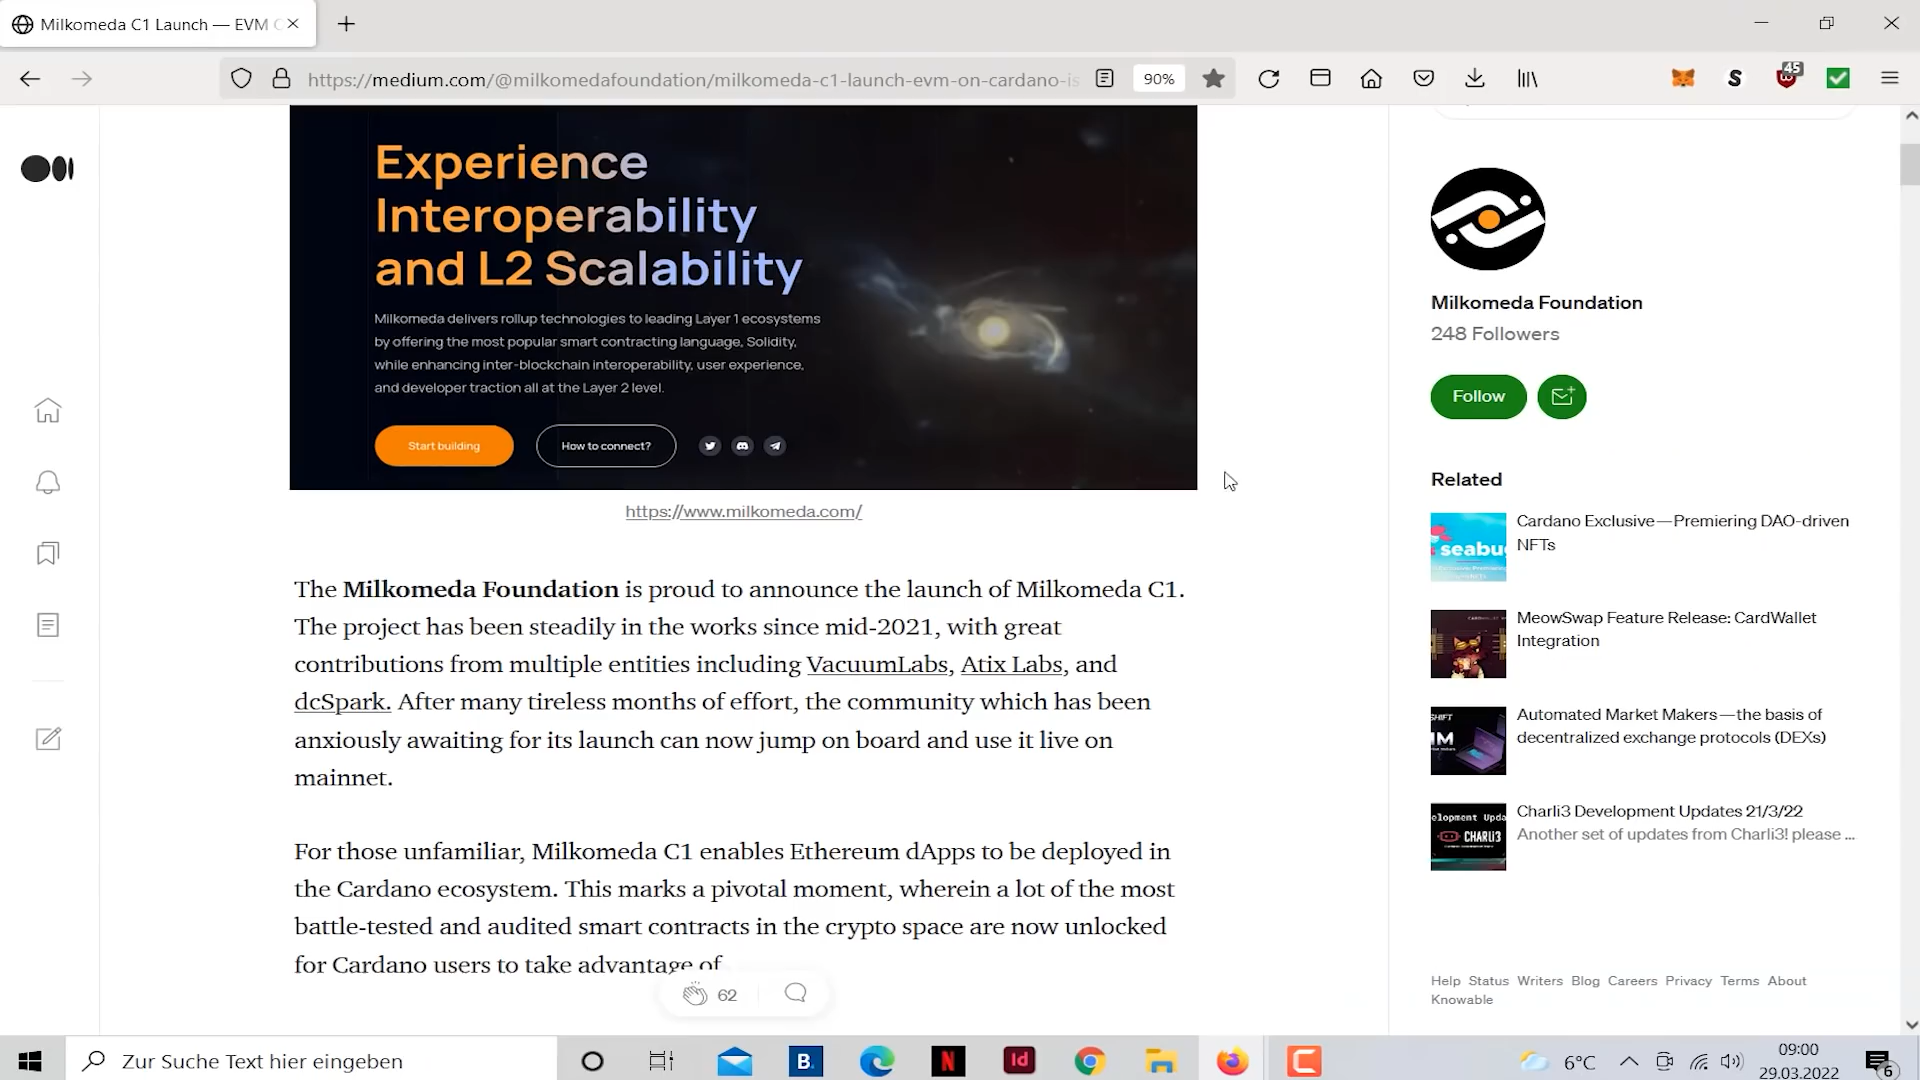 Milkomeda C1 Launch — EVM C
https://medium.com/@milkomedafoundation/milkomeda-c1-launch-evm-on-cardano-is
90%
S
45
Experience
Interoperability
and L2 Scalability
Milkomeda delivers rollup technologies to leading Layer 1 ecosystems
by offering the most popular smart contracting language, Solidity,
while enhancing inter-blockchain interoperability, user experience,
and developer traction all at the Layer 2 level.
Start building
How to connect?
https://www.milkomeda.com/
The Milkomeda Foundation is proud to announce the launch of Milkomeda C1.
The project has been steadily in the works since mid-2021, with great
contributions from multiple entities including VacuumLabs, Atix Labs, and
dcSpark. After many tireless months of effort, the community which has been
anxiously awaiting for its launch can now jump on board and use it live on
mainnet.
For those unfamiliar, Milkomeda C1 enables Ethereum dApps to be deployed in
the Cardano ecosystem. This marks a pivotal moment, wherein a lot of the most
battle-tested and audited smart contracts in the crypto space are now unlocked
for Cardano users to take advantage of
62
Milkomeda Foundation
248 Followers
Follow
Related
seabu
Cardano Exclusive—Premiering DAO-driven
NFTs
MeowSwap Feature Release: CardWallet
Integration
SHIFT
IM
Automated Market Makers—the basis of
decentralized exchange protocols (DEXs)
elopment Upda
CHARLI3
Charli3 Development Updates 21/3/22
Another set of updates from Charli3! please ...
Help Status Writers Blog Careers Privacy Terms About
Knowable
Zur Suche Text hier eingeben
B.
N
Id
C
6°C
09:00
29.03.2022
6